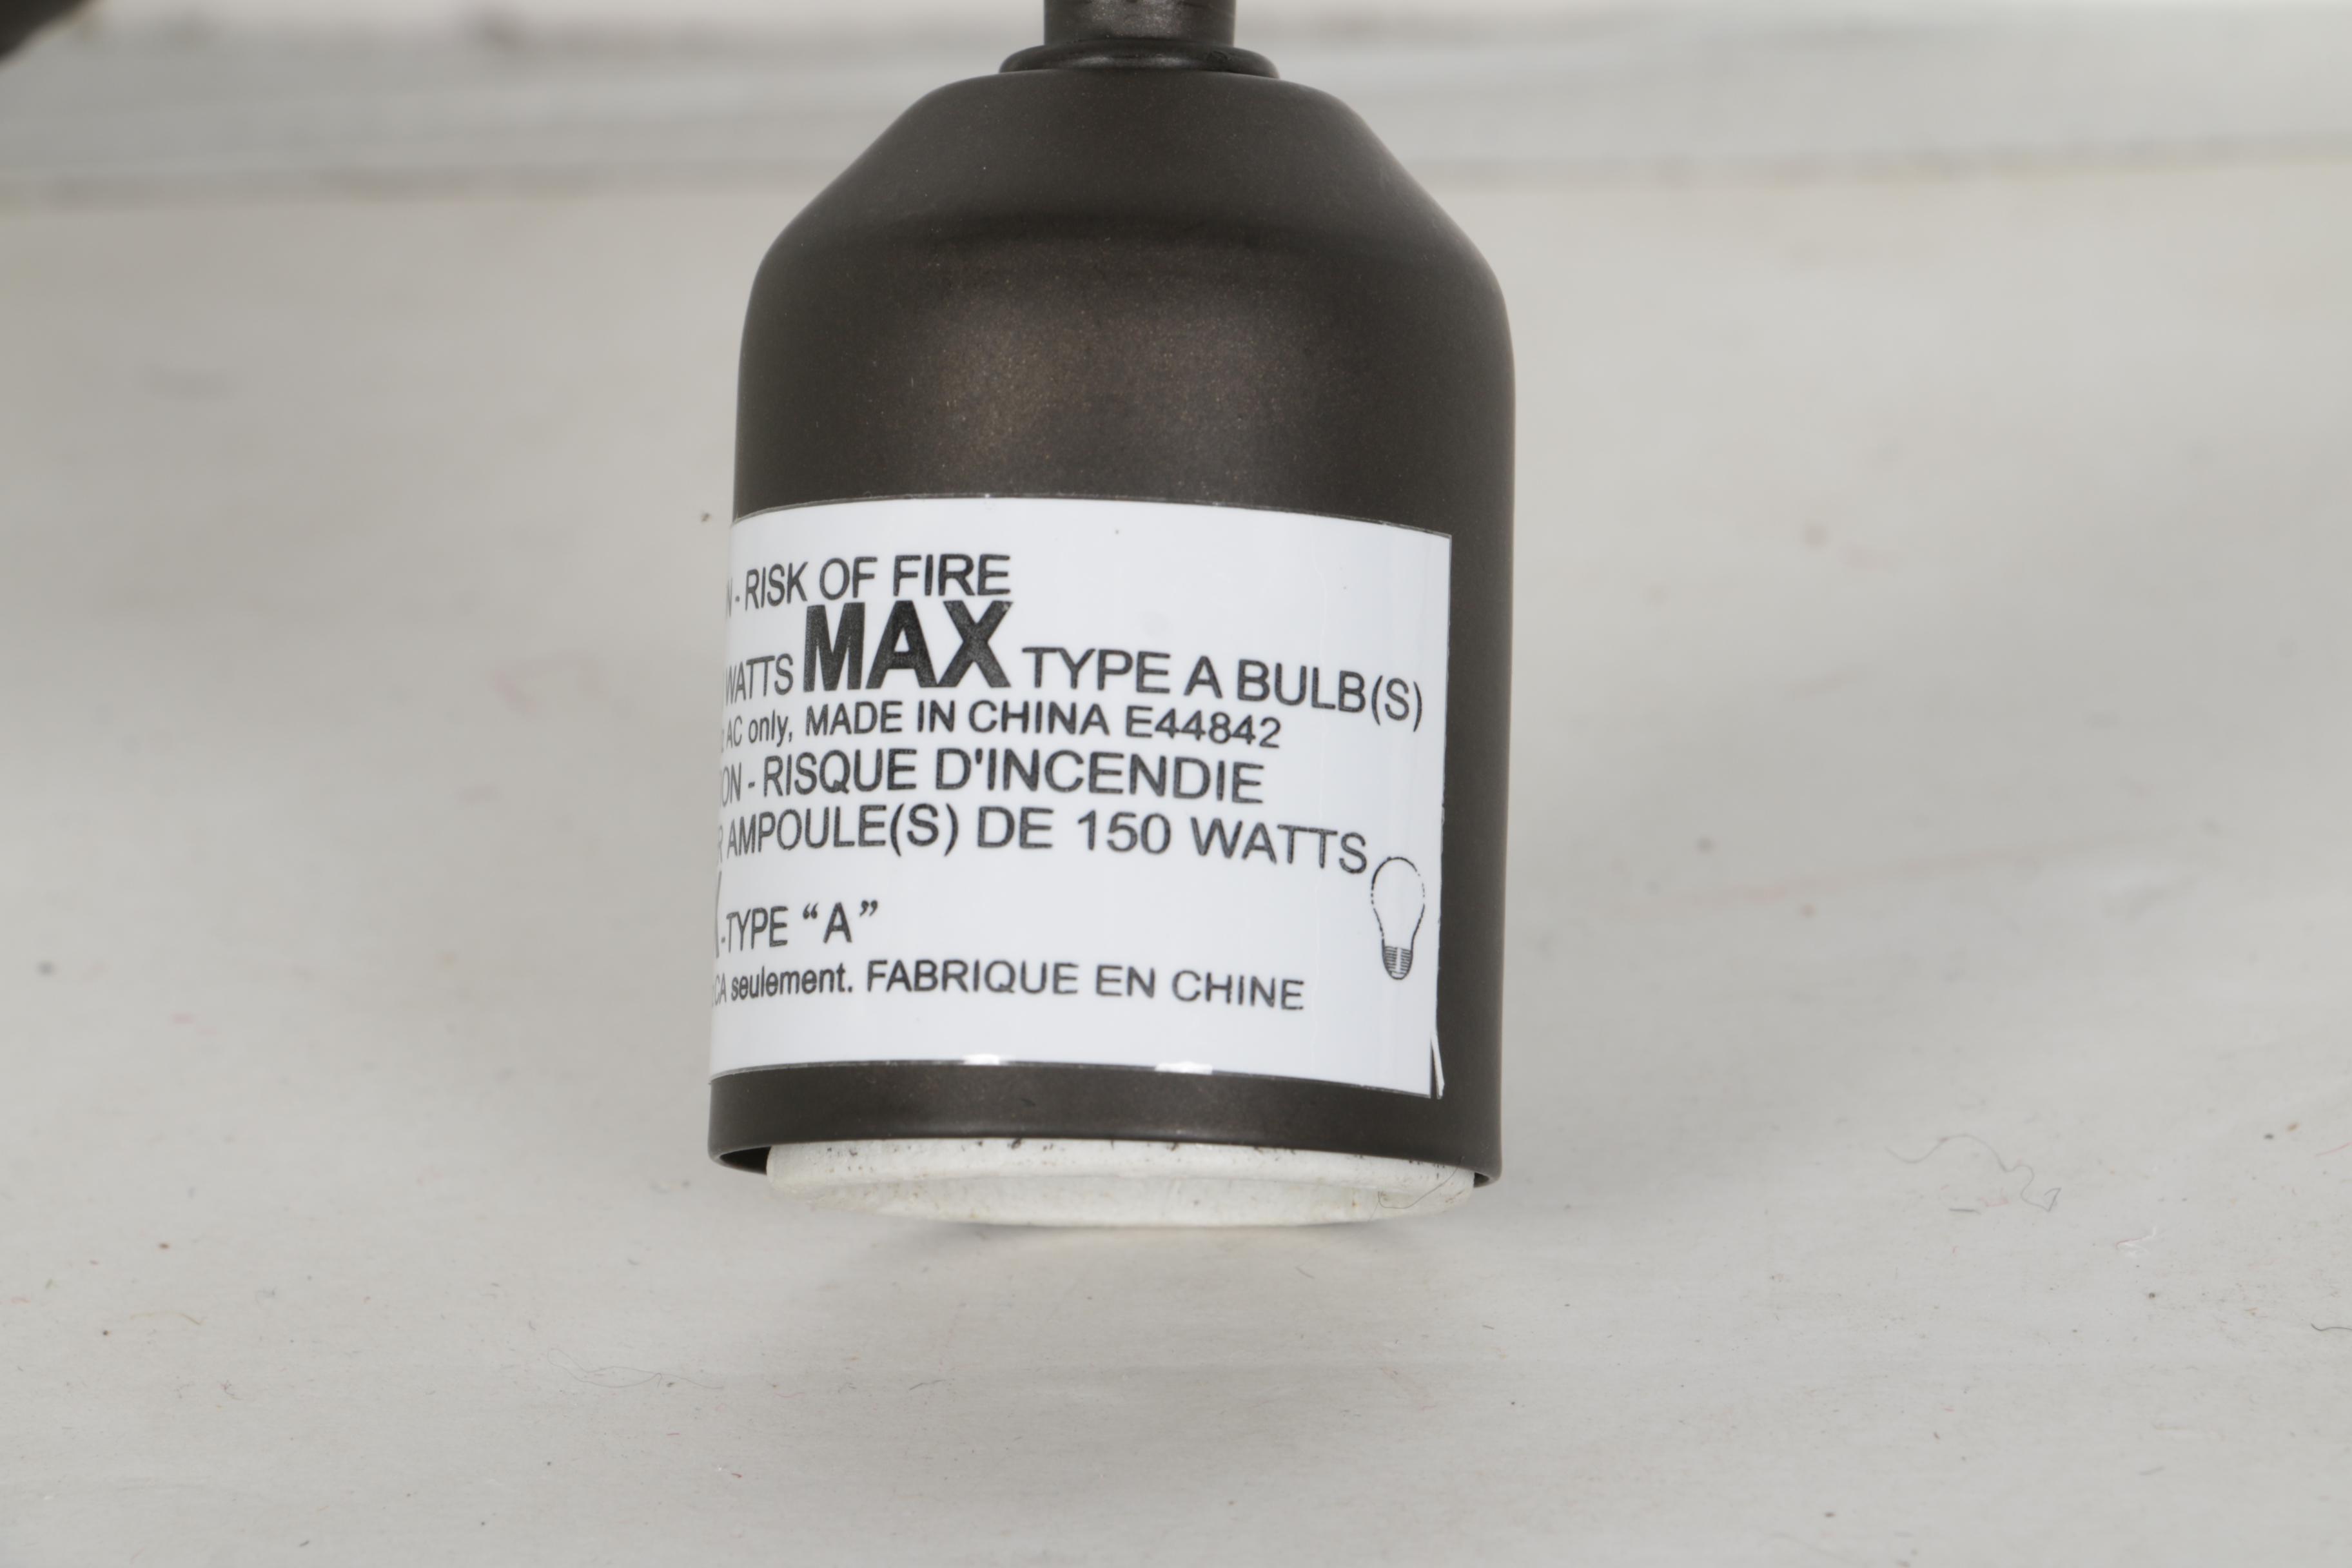 - RISK OF FIRE
WATTS MAX TYPE A BULB(S)
AC only, MADE IN CHINA E44842
ON - RISQUE D'INCENDIE
R AMPOULE(S) DE 150 WATTS
-TYPE “A”
CA seulement. FABRIQUE EN CHINE